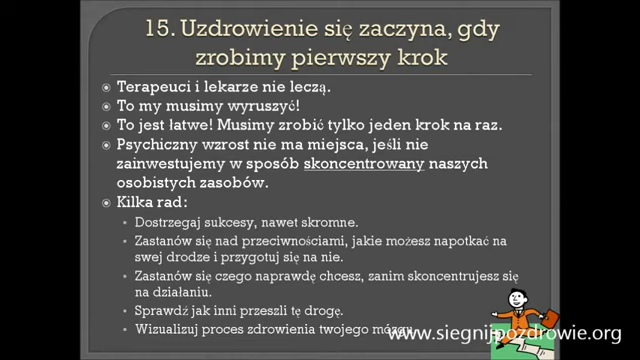 15. Uzdrowienie się zaczyna, gdy
zrobimy pierwszy krok
Terapeuci i lekarze nie leczą.
To my musimy wyruszyć!
To jest łatwe! Musimy zrobić tylko jeden krok na raz.
Psychiczny wzrost nie ma miejsca, jeśli nie
zainwestujemy w sposób skoncentrowany naszych
osobistych zasobów.
Kilka rad:
Dostrzegaj sukcesy, nawet skromne.
Zastanów się nad przeciwnościami, jakie możesz napotkać na
swej drodze i przygotuj się na nie.
Zastanów się czego naprawdę chcesz, zanim skoncentrujesz się
na działaniu.
Sprawdź jak inni przeszli tę drogę.
Wizualizuj proces zdrowienia twojego mózgu.
www.siegnijpozdrowie.org